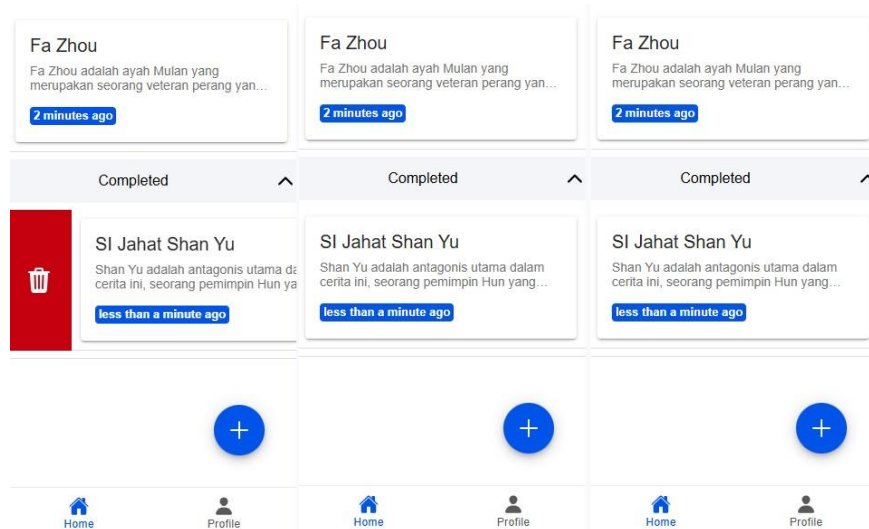 Fa Zhou
Fa Zhou adalah ayah Mulan yang
merupakan seorang veteran perang yan...
2 minutes ago
Completed
SI Jahat Shan Yu
Shan Yu adalah antagonis utama da
cerita ini, seorang pemimpin Hun ya
less than a minute ago
Home
Profile
Fa Zhou
Fa Zhou adalah ayah Mulan yang
merupakan seorang veteran perang yan...
2 minutes ago
Completed
SI Jahat Shan Yu
Shan Yu adalah antagonis utama dalam
cerita ini, seorang pemimpin Hun yang...
less than a minute ago
Home
Profile
Fa Zhou
Fa Zhou adalah ayah Mulan yang
merupakan seorang veteran perang yan...
2 minutes ago
Completed
SI Jahat Shan Yu
Shan Yu adalah antagonis utama dalam
cerita ini, seorang pemimpin Hun yang...
less than a minute ago
Home
Profile